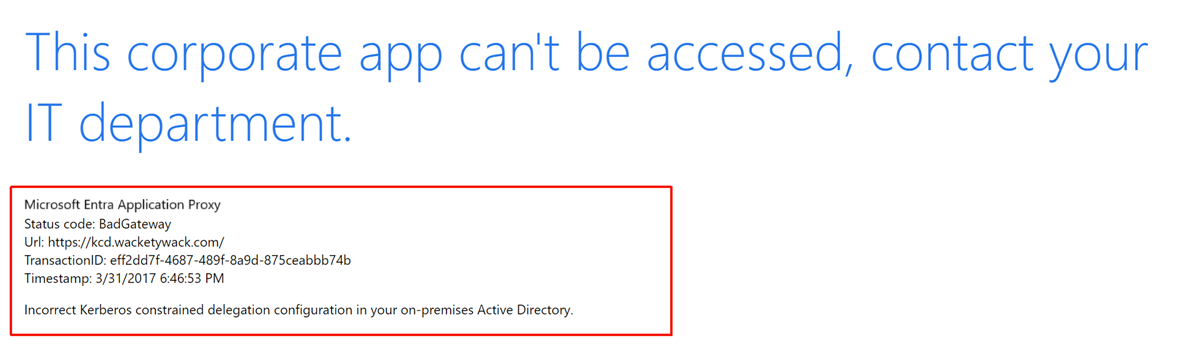 This corporate app can't be accessed, contact your
IT department.
Microsoft Entra Application Proxy
Status code: BadGateway
Url: https://kcd.wacketywack.com/
TransactionID: eff2dd7f-4687-489f-8a9d-875ceabbb74b
Timestamp: 3/31/2017 6:46:53 PM
Incorrect Kerberos constrained delegation configuration in your on-premises Active Directory.